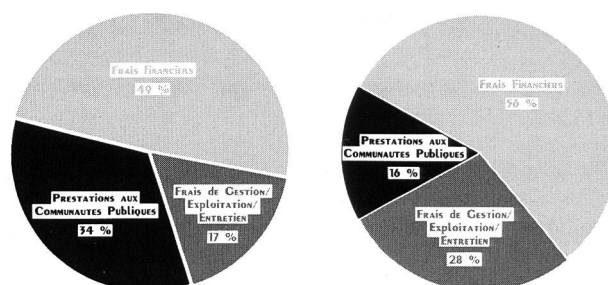 Frais Financiers
49 %
Prestations aux
Communautes Publiques
34 %
Frais de Gestion/
Exploitation/
Entretien
17 %
Frais Financiers
56 %
Prestations aux
Communautes Publiques
16 %
Frais de Gestion/
Exploitation/
Entretien
28 %